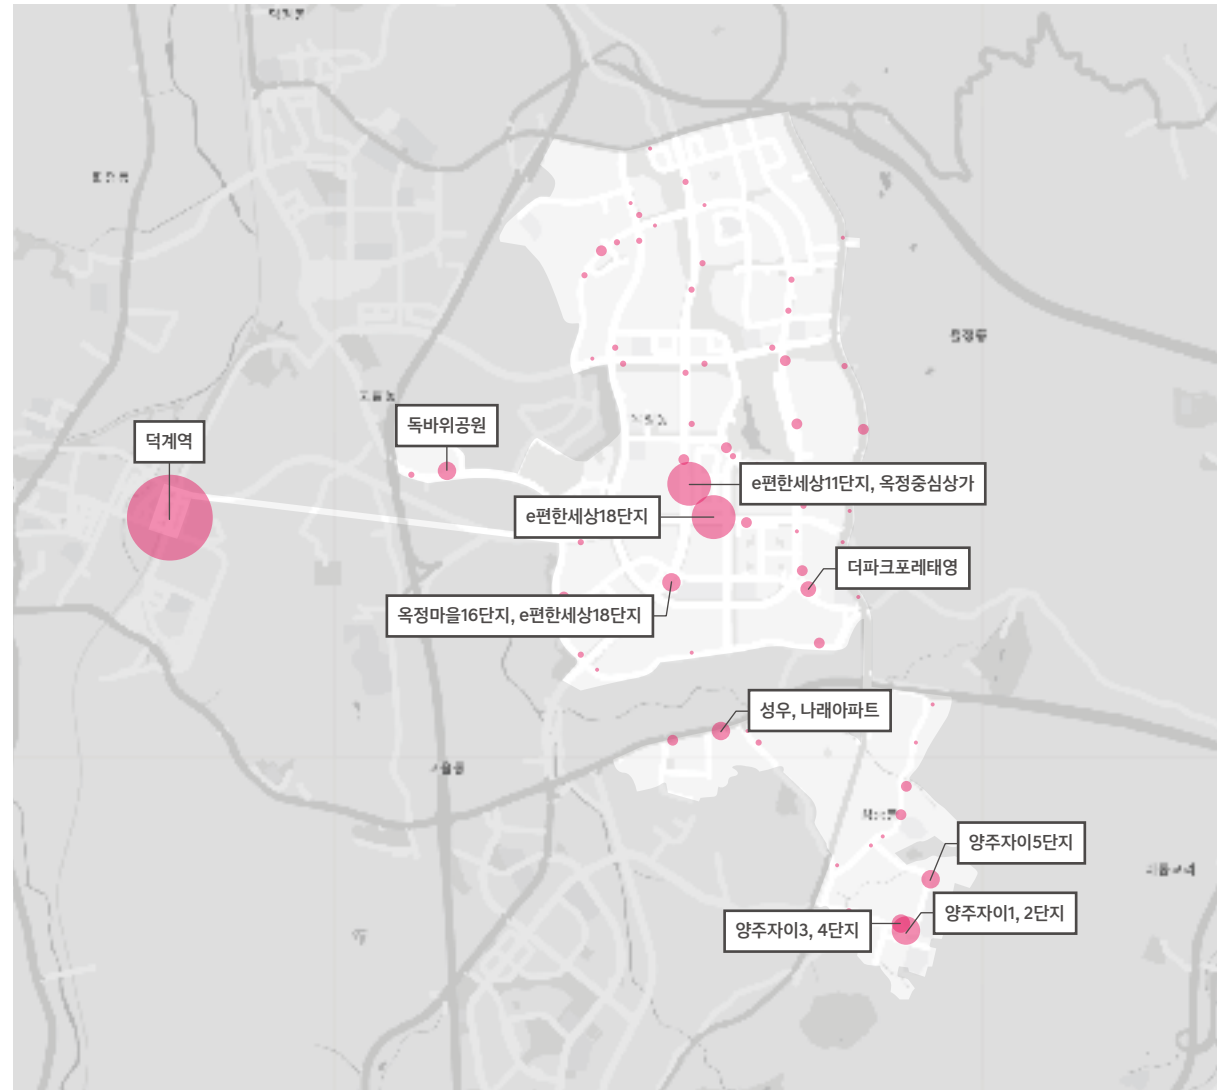 독바위공원
덕계역
e편한세상11단지, 옥정중심상가
e편한세상18단지
더파크포레태영
옥정마을16단지, e편한세상18단지
성우, 나래아파트
양주자이5단지
양주자이1, 2단지
양주자이3, 4단지